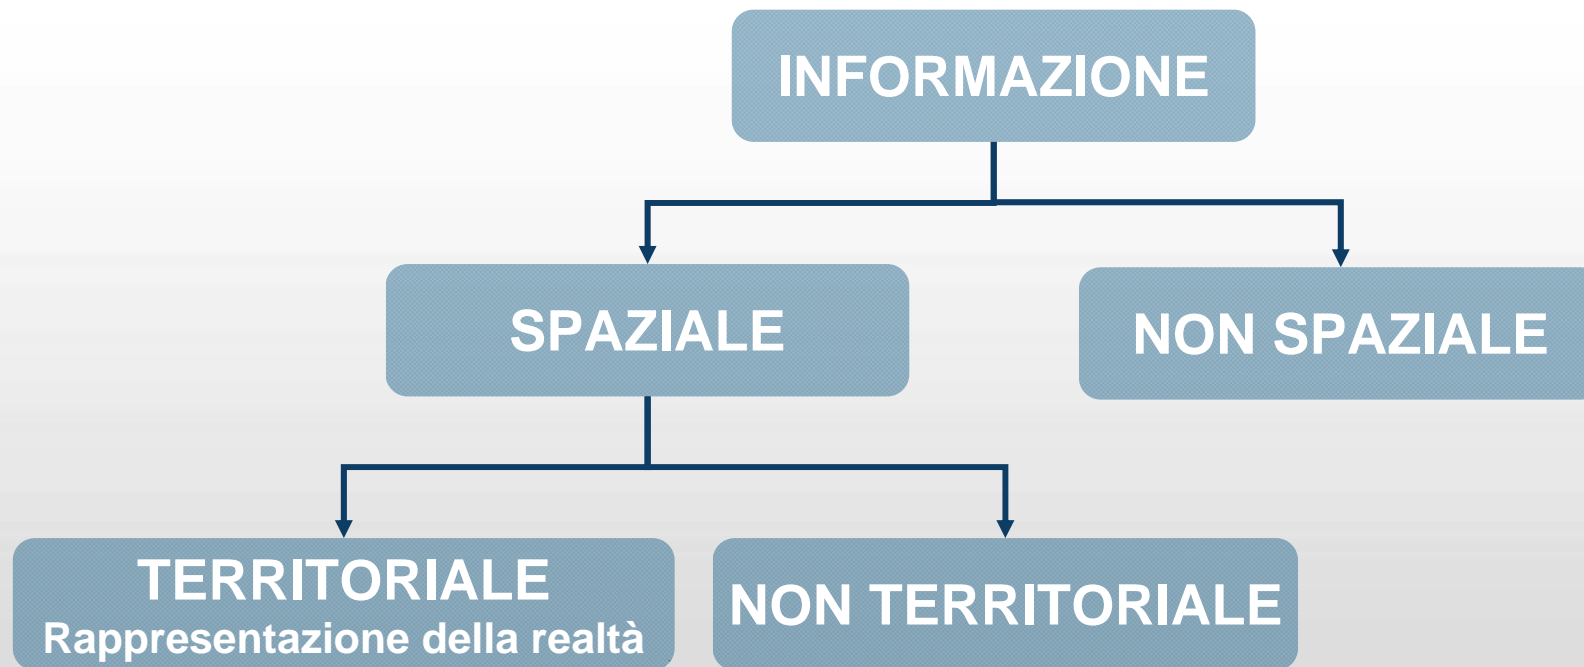 INFORMAZIONE
SPAZIALE
NON SPAZIALE
TERRITORIALE
Rappresentazione della realtà
NON TERRITORIALE